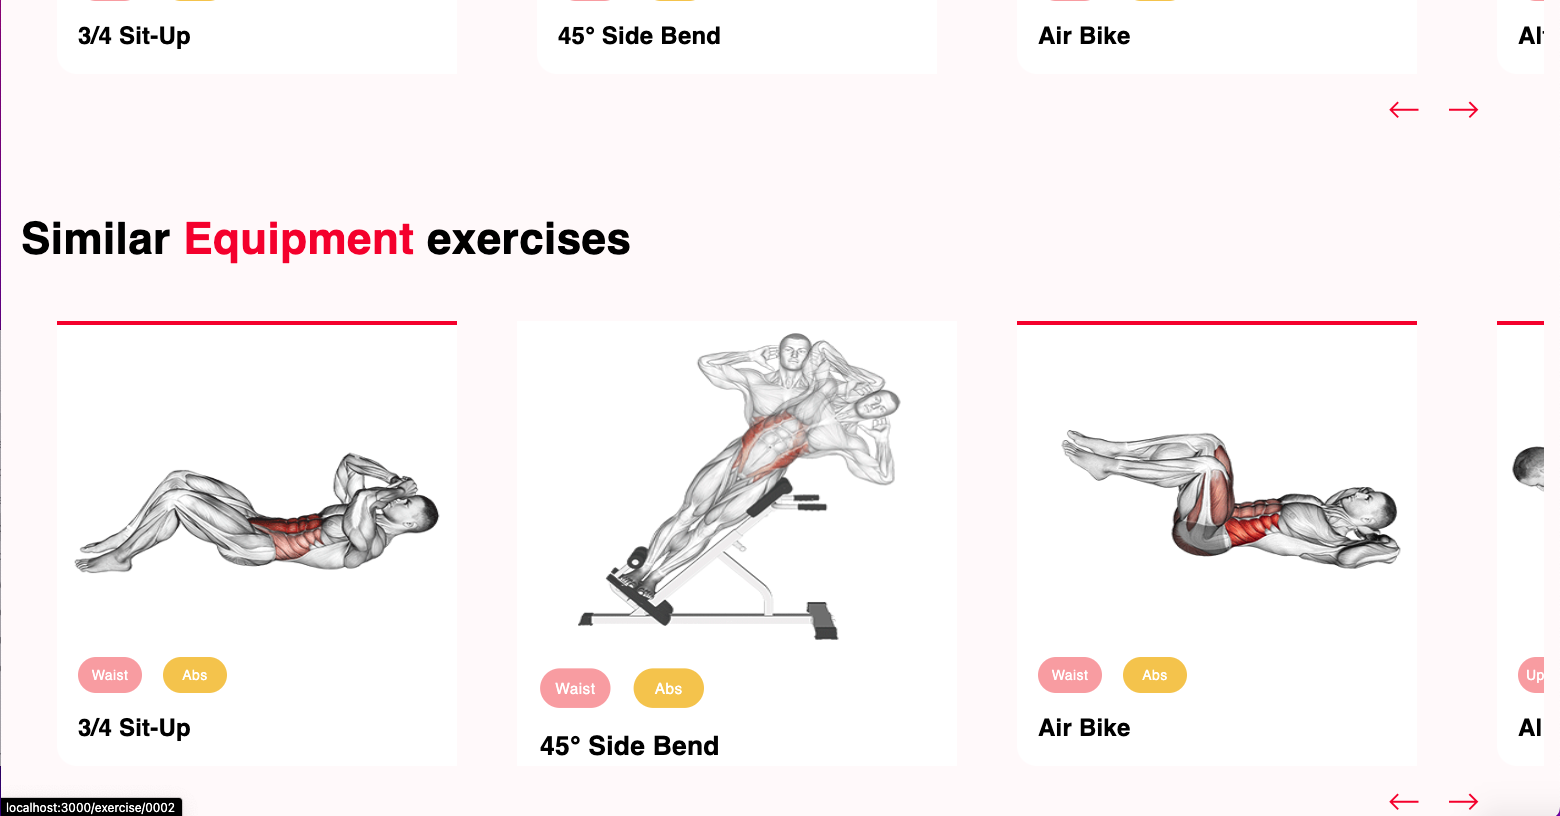 3/4 Sit-Up
45° Side Bend
Air Bike
Similar Equipment exercises
Waist Abs
Waist Abs
Waist Abs
Up
3/4 Sit-Up
45° Side Bend
Air Bike
Al
localhost:3000/exercise/0002